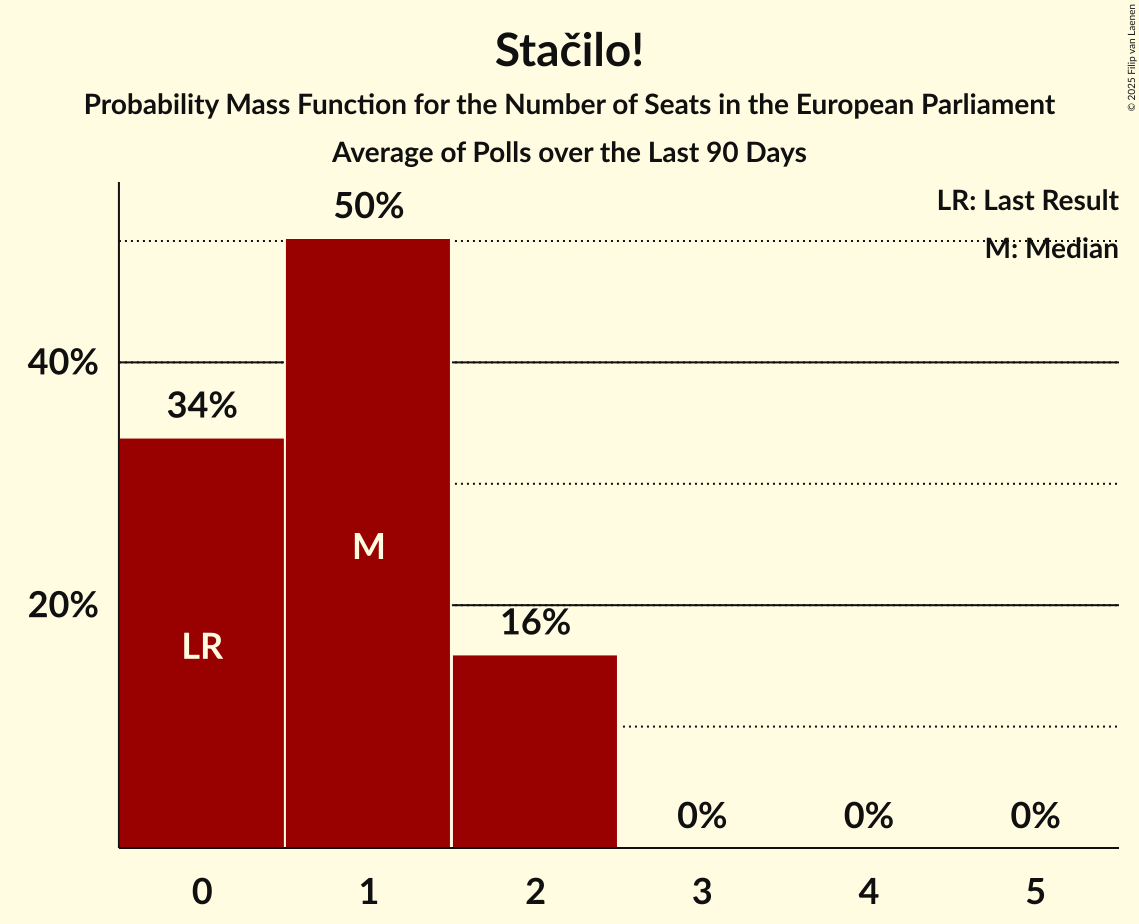 Stačilo!
Probability Mass Function for the Number of Seats in the European Parliament
Average of Polls over the Last 90 Days
© 2025 Filip van Laenen
LR: Last Result
M: Median
50%
40%
34%
20%
16%
M
LR
0%
0%
0%
0
1
2
3
4
5